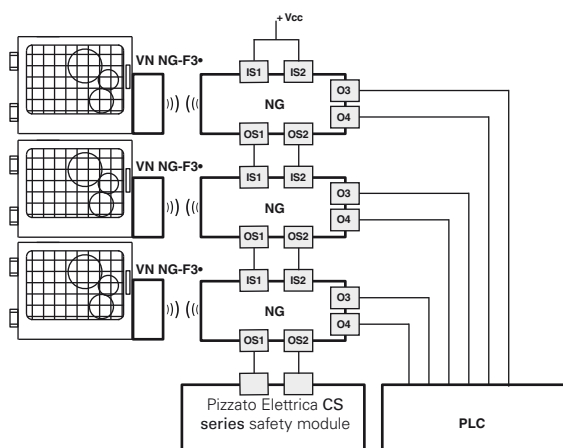 + Vcc
VN NG-F3•
IS1 IS2
NG
O3
O4
OS1 OS2
VN NG-F3•
IS1 IS2
NG
O3
O4
OS1 OS2
VN NG-F3•
IS1 IS2
NG
O3
O4
OS1 OS2
Pizzato Elettrica CS
series safety module
PLC